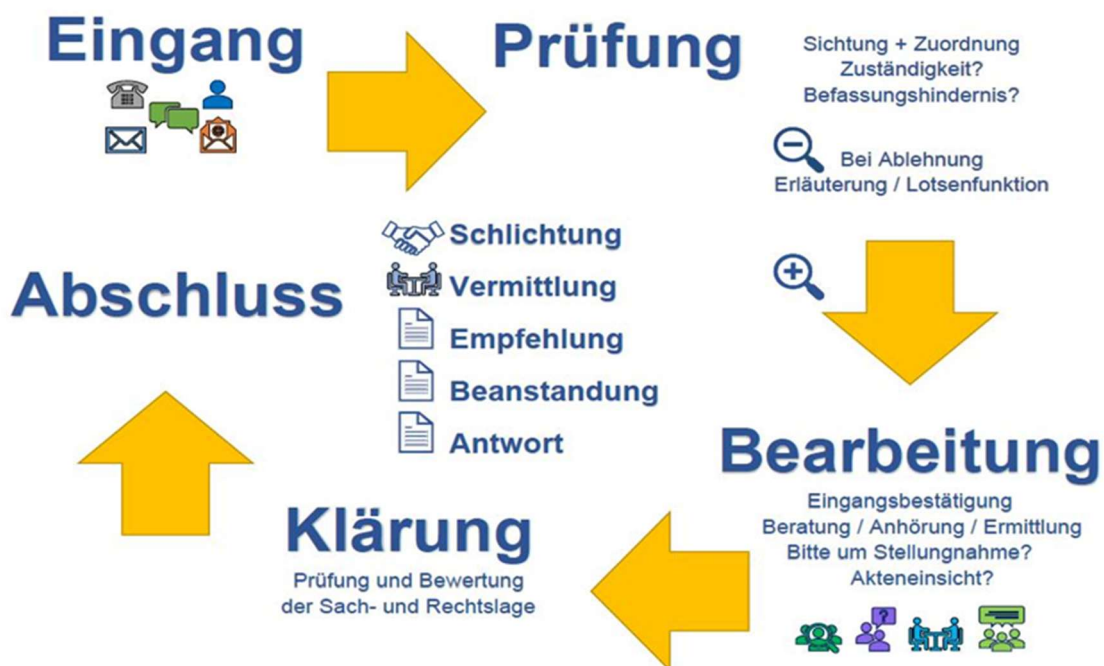 Eingang
Prüfung
Sichtung + Zuordnung
Zuständigkeit?
Befassungshindernis?
Bei Ablehnung
Erläuterung / Lotsenfunktion
Bearbeitung
Eingangsbestätigung
Beratung / Anhörung / Ermittlung
Bitte um Stellungnahme?
Akteneinsicht?
Klärung
Prüfung und Bewertung
der Sach- und Rechtslage
Abschluss
Schlichtung
Vermittlung
Empfehlung
Beanstandung
Antwort